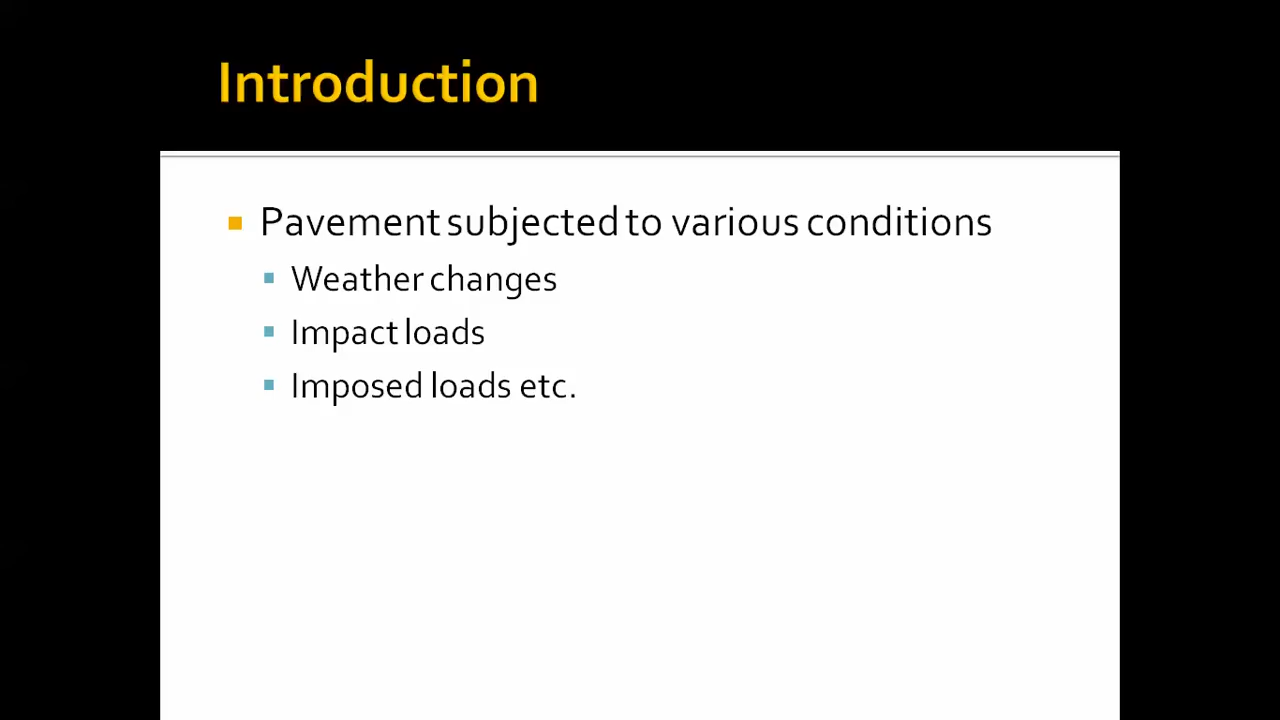 Introduction
Pavement subjected to various conditions
Weather changes
Impact loads
Imposed loads etc.